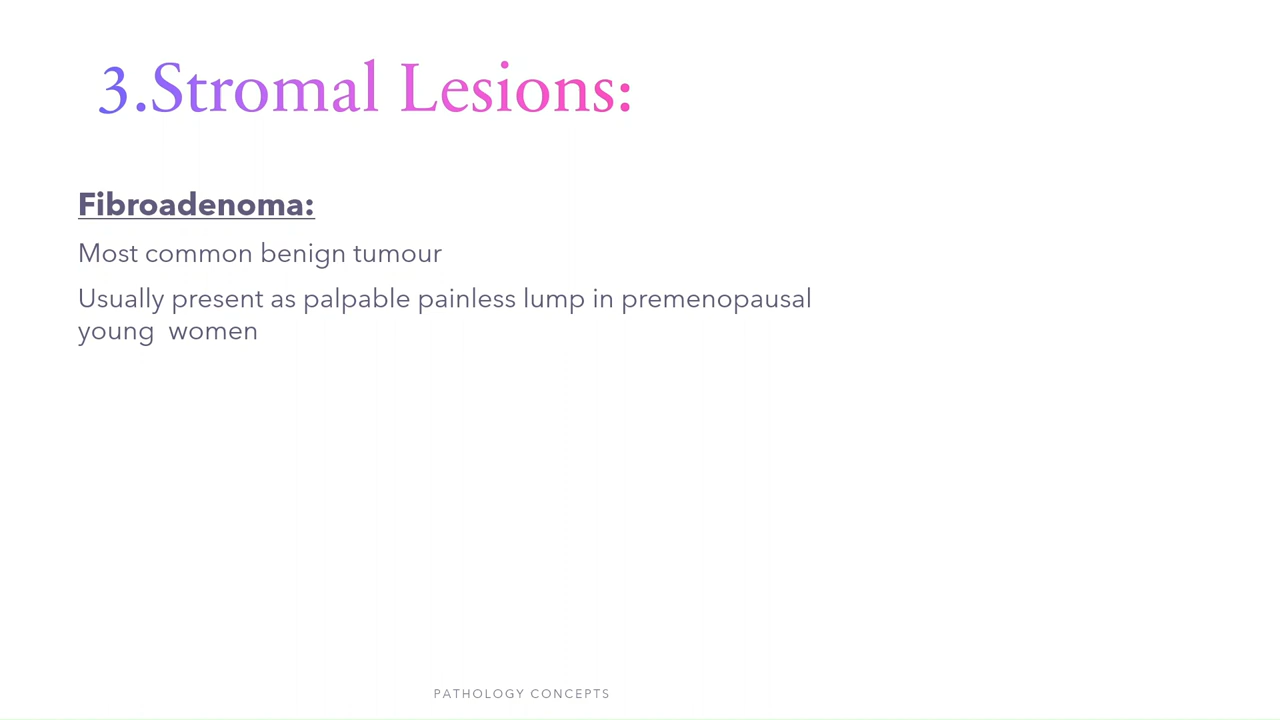 3.Stromal Lesions:
Fibroadenoma:
Most common benign tumour
Usually present as palpable painless lump in premenopausal
young  women
PATHOLOGY CONCEPTS